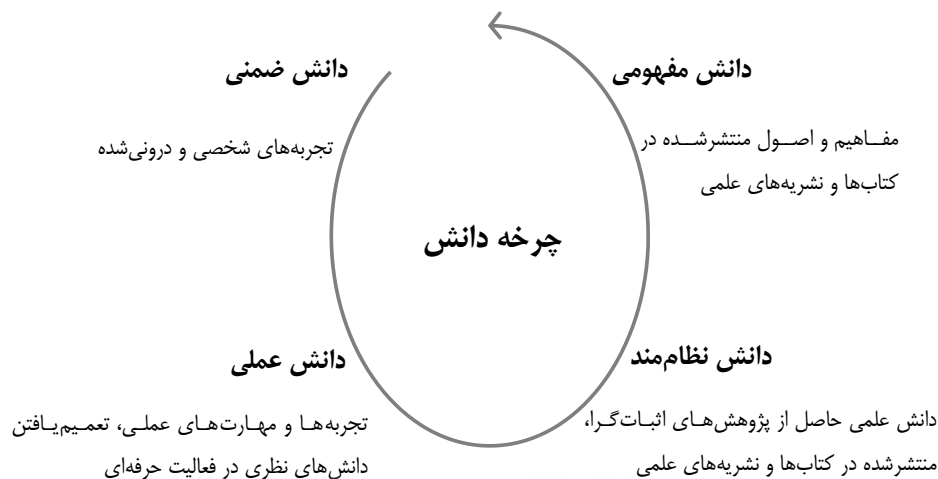 دانش مفهومی
مفاهیم و اصول منتشرشده در
کتاب‌ها و نشریه‌های علمی
دانش ضمنی
تجربه‌های شخصی و درونی‌شده
چرخه دانش
دانش نظام‌مند
دانش علمی حاصل از پژوهش‌های اثبات‌گرا،
منتشرشده در کتاب‌ها و نشریه‌های علمی
دانش عملی
تجربه‌ها و مهارت‌های عملی، تعمیم‌یافتن
دانش‌های نظری در فعالیت حرفه‌ای